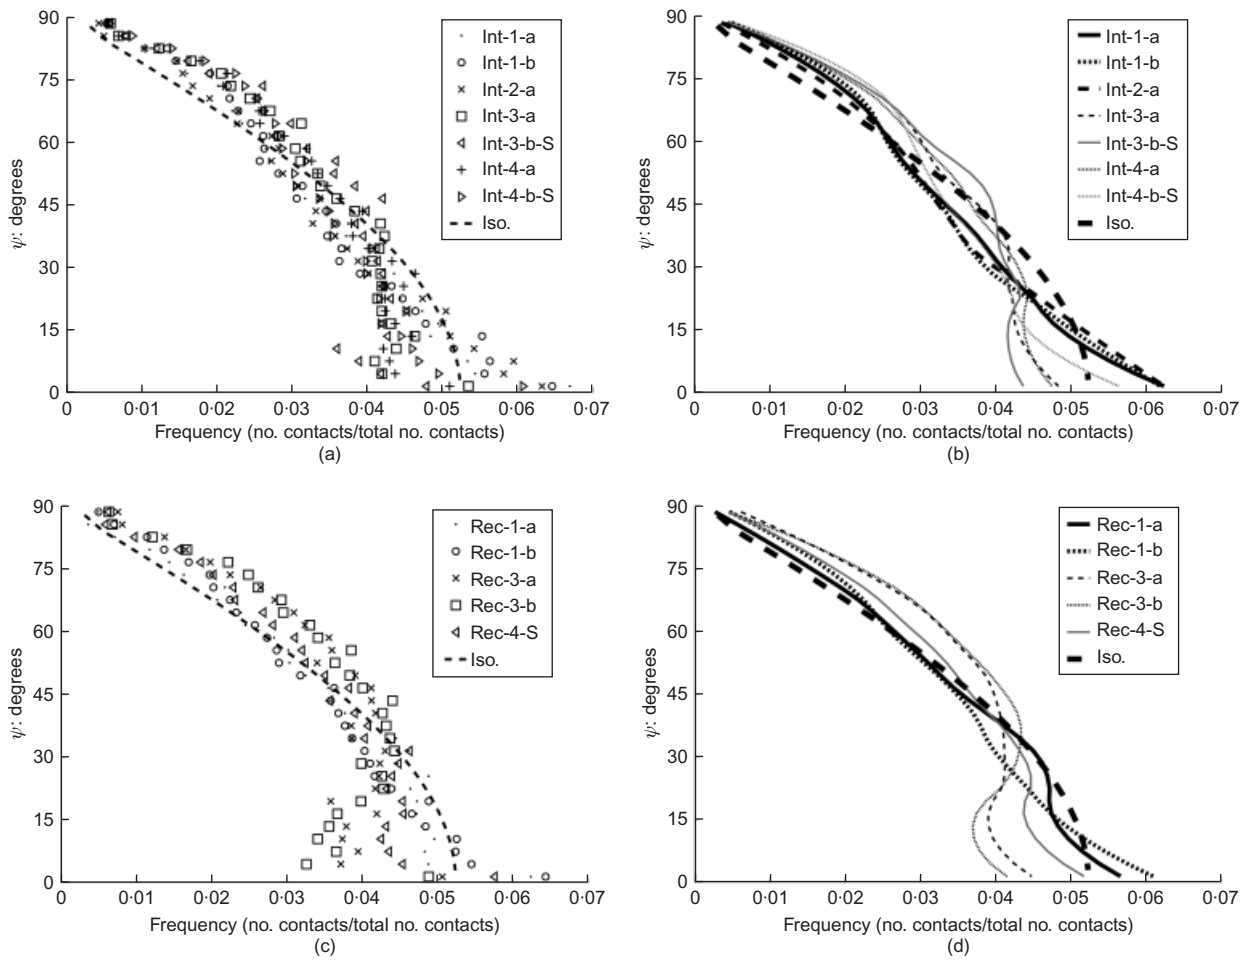 90
75
60
45
30
15
0
ψ: degrees
0
0·01
0·02
0·03
0·04
0·05
0·06
0·07
Frequency (no. contacts/total no. contacts)
(a)
Int-1-a
Int-1-b
Int-2-a
Int-3-a
Int-3-b-S
Int-4-a
Int-4-b-S
Iso.
90
75
60
45
30
15
0
ψ: degrees
0
0·01
0·02
0·03
0·04
0·05
0·06
0·07
Frequency (no. contacts/total no. contacts)
(b)
Int-1-a
Int-1-b
Int-2-a
Int-3-a
Int-3-b-S
Int-4-a
Int-4-b-S
Iso.
90
75
60
45
30
15
0
ψ: degrees
0
0·01
0·02
0·03
0·04
0·05
0·06
0·07
Frequency (no. contacts/total no. contacts)
(c)
Rec-1-a
Rec-1-b
Rec-3-a
Rec-3-b
Rec-4-S
Iso.
90
75
60
45
30
15
0
ψ: degrees
0
0·01
0·02
0·03
0·04
0·05
0·06
0·07
Frequency (no. contacts/total no. contacts)
(d)
Rec-1-a
Rec-1-b
Rec-3-a
Rec-3-b
Rec-4-S
Iso.